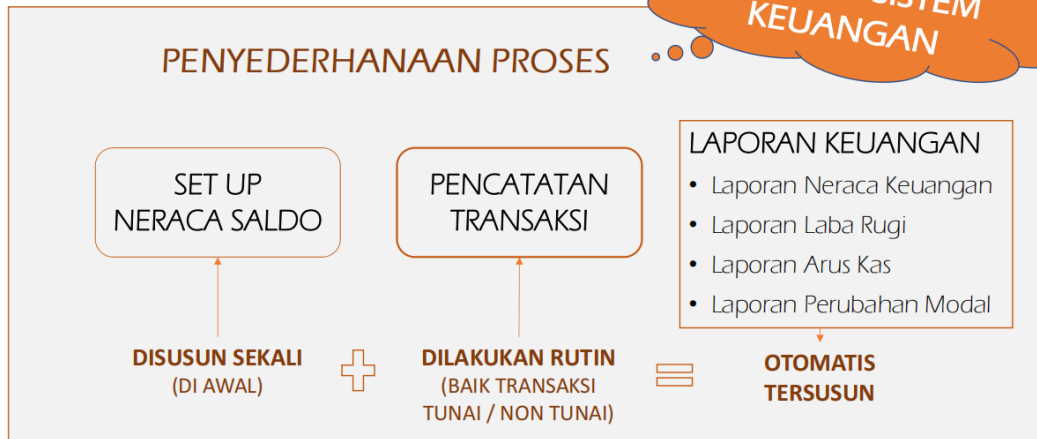 SISTEM
KEUANGAN
PENYEDERHANAAN PROSES
SET UP
NERACA SALDO
PENCATATAN
TRANSAKSI
LAPORAN KEUANGAN
• Laporan Neraca Keuangan
• Laporan Laba Rugi
• Laporan Arus Kas
• Laporan Perubahan Modal
DISUSUN SEKALI
(DI AWAL)
DILAKUKAN RUTIN
(BAIK TRANSAKSI
TUNAI / NON TUNAI)
OTOMATIS
TERSUSUN